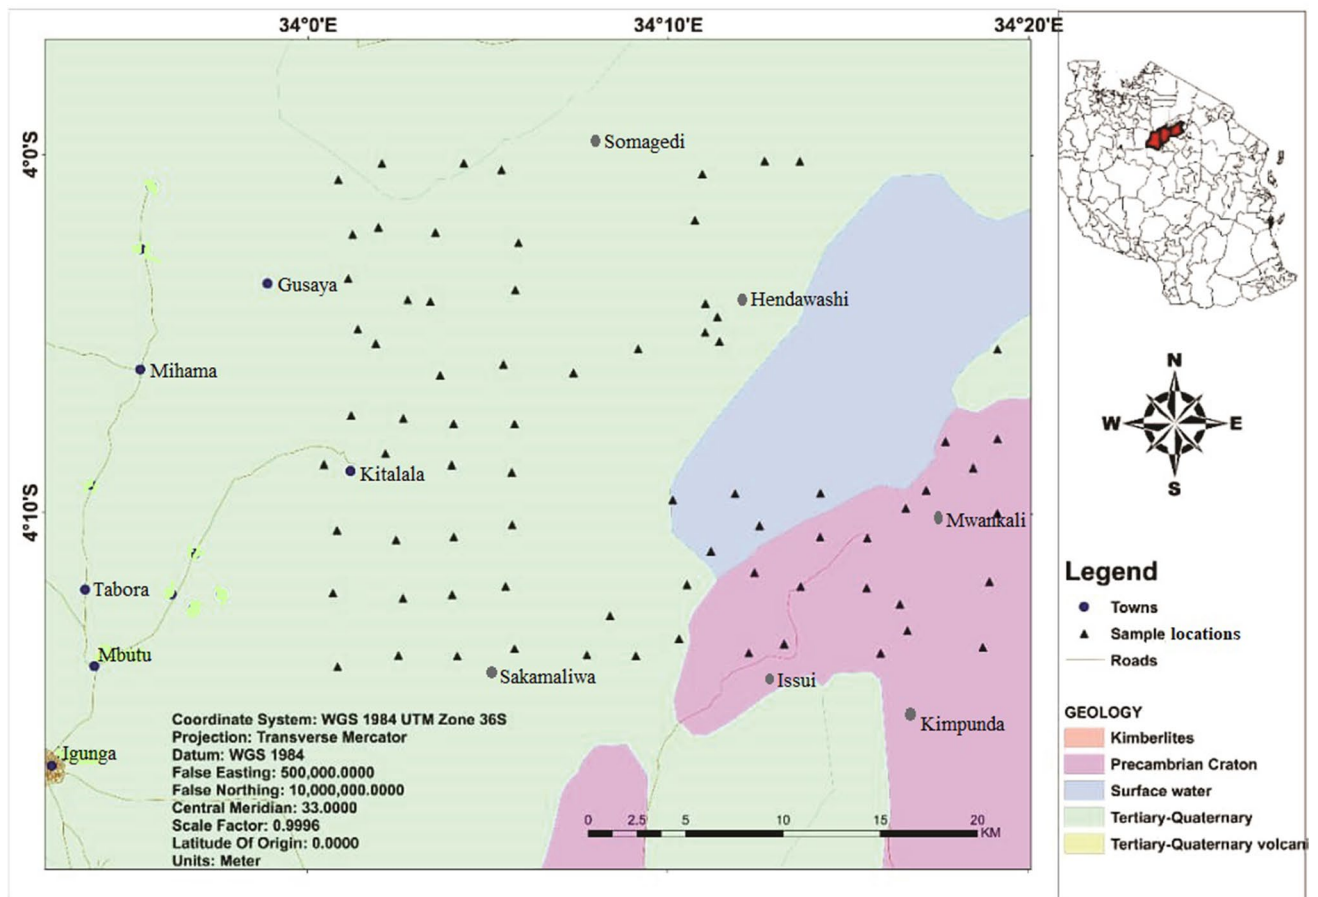 34°0'E
34°10'E
34°20'E
4°0'S
4°10'S
Somagedi
Gusaya
Hendawashi
Mihama
Kitalala
Mwankali
Tabora
Mbutu
Sakamaliwa
Issui
Kimpunda
Igunga
Coordinate System: WGS 1984 UTM Zone 36S
Projection: Transverse Mercator
Datum: WGS 1984
False Easting: 500,000.0000
False Northing: 10,000,000.0000
Central Meridian: 33.0000
Scale Factor: 0.9996
Latitude Of Origin: 0.0000
Units: Meter
0 2.5 5 10 15 20
KM
N
W E
S
Legend
Towns
Sample locations
Roads
GEOLOGY
Kimberlites
Precambrian Craton
Surface water
Tertiary-Quaternary
Tertiary-Quaternary volcani